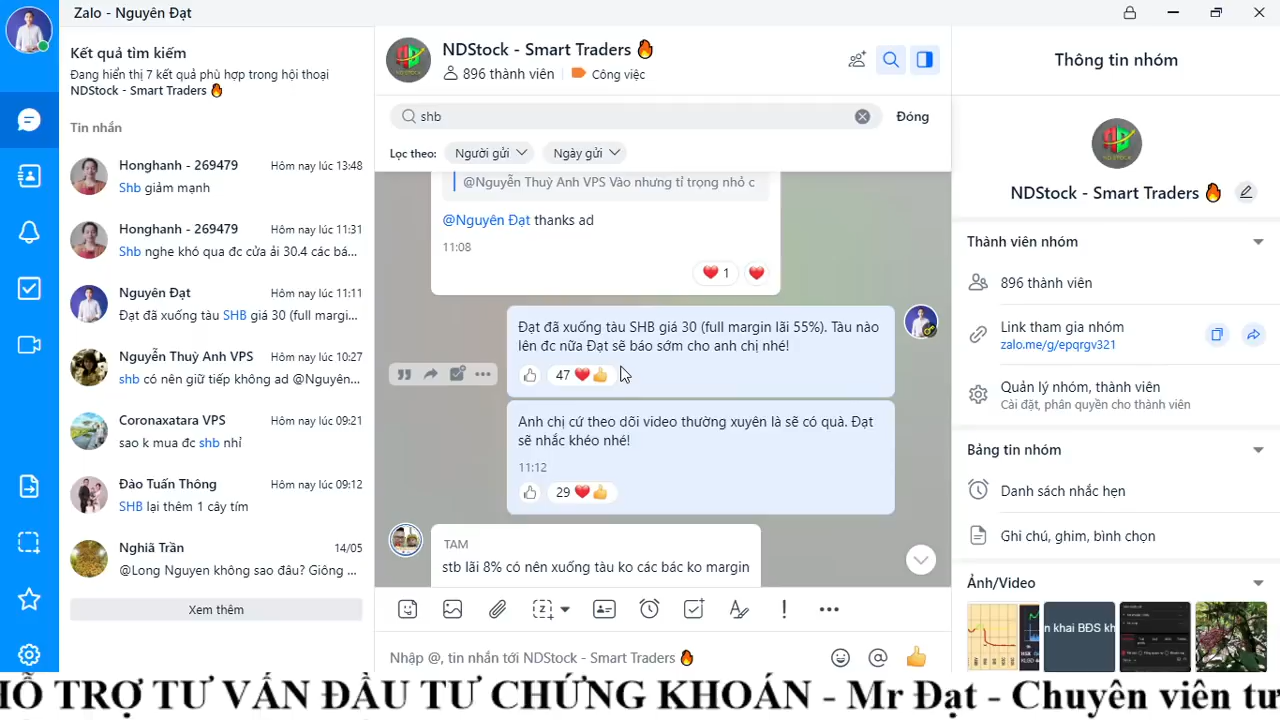 Zalo - Nguyên Đạt
Kết quả tìm kiếm
Đang hiển thị 7 kết quả phù hợp trong hội thoại
NDStock - Smart Traders 🔥
Tin nhắn
Honghanh - 269479 Hôm nay lúc 13:48
Shb giảm mạnh
Honghanh - 269479 Hôm nay lúc 11:31
Shb nghe khó qua đc cửa ải 30.4 các bá...
Nguyên Đạt Hôm nay lúc 11:11
Đạt đã xuống tàu SHB giá 30 (full margi...
Nguyễn Thuỳ Anh VPS Hôm nay lúc 10:27
shb có nên giữ tiếp không ad @Nguyên...
Coronaxatara VPS Hôm nay lúc 09:21
sao k mua đc shb nhỉ
Đào Tuấn Thông Hôm nay lúc 09:12
SHB lại thêm 1 cây tím
Nghiã Trần 14/05
@Long Nguyen không sao đâu? Giông ...
Xem thêm
NDStock - Smart Traders 🔥
896 thành viên Công việc
shb
Đóng
Lọc theo: Người gửi Ngày gửi
@Nguyễn Thuỳ Anh VPS Vào nhưng tỉ trọng nhỏ c
@Nguyên Đạt thanks ad
11:08
❤️ 1 ❤️
Đạt đã xuống tàu SHB giá 30 (full margin lãi 55%). Tàu nào
lên đc nữa Đạt sẽ báo sớm cho anh chị nhé!
47 ❤️👍
Anh chị cứ theo dõi video thường xuyên là sẽ có quà. Đạt
sẽ nhắc khéo nhé!
11:12
29 ❤️👍
TAM
stb lãi 8% có nên xuống tàu ko các bác ko margin
Nhập @, tin nhắn tới NDStock - Smart Traders 🔥
Thông tin nhóm
NDStock - Smart Traders 🔥
Thành viên nhóm
896 thành viên
Link tham gia nhóm
zalo.me/g/epqrgv321
Quản lý nhóm, thành viên
Cài đặt, phân quyền cho thành viên
Bảng tin nhóm
Danh sách nhắc hẹn
Ghi chú, ghim, bình chọn
Ảnh/Video
n khai BĐS kh
HỖ TRỢ TƯ VẤN ĐẦU TƯ CHỨNG KHOÁN - Mr Đạt - Chuyên viên tư